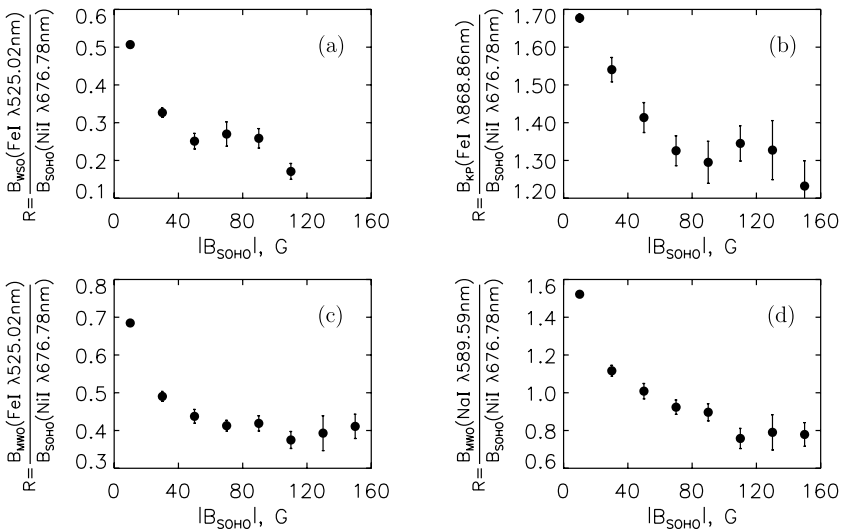 (a)
0.6
0.5
0.4
0.3
0.2
0.1
0 40 80 120 160
|B_SOHO|, G
R= B_WSO(FeI λ525.02nm) / B_SOHO(NiI λ676.78nm)
(b)
1.70
1.60
1.50
1.40
1.30
1.20
0 40 80 120 160
|B_SOHO|, G
R= B_KP(FeI λ868.86nm) / B_SOHO(NiI λ676.78nm)
(c)
0.8
0.7
0.6
0.5
0.4
0.3
0 40 80 120 160
|B_SOHO|, G
R= B_MWO(FeI λ525.02nm) / B_SOHO(NiI λ676.78nm)
(d)
1.6
1.4
1.2
1.0
0.8
0.6
0 40 80 120 160
|B_SOHO|, G
R= B_MWO(NaI λ589.59nm) / B_SOHO(NiI λ676.78nm)